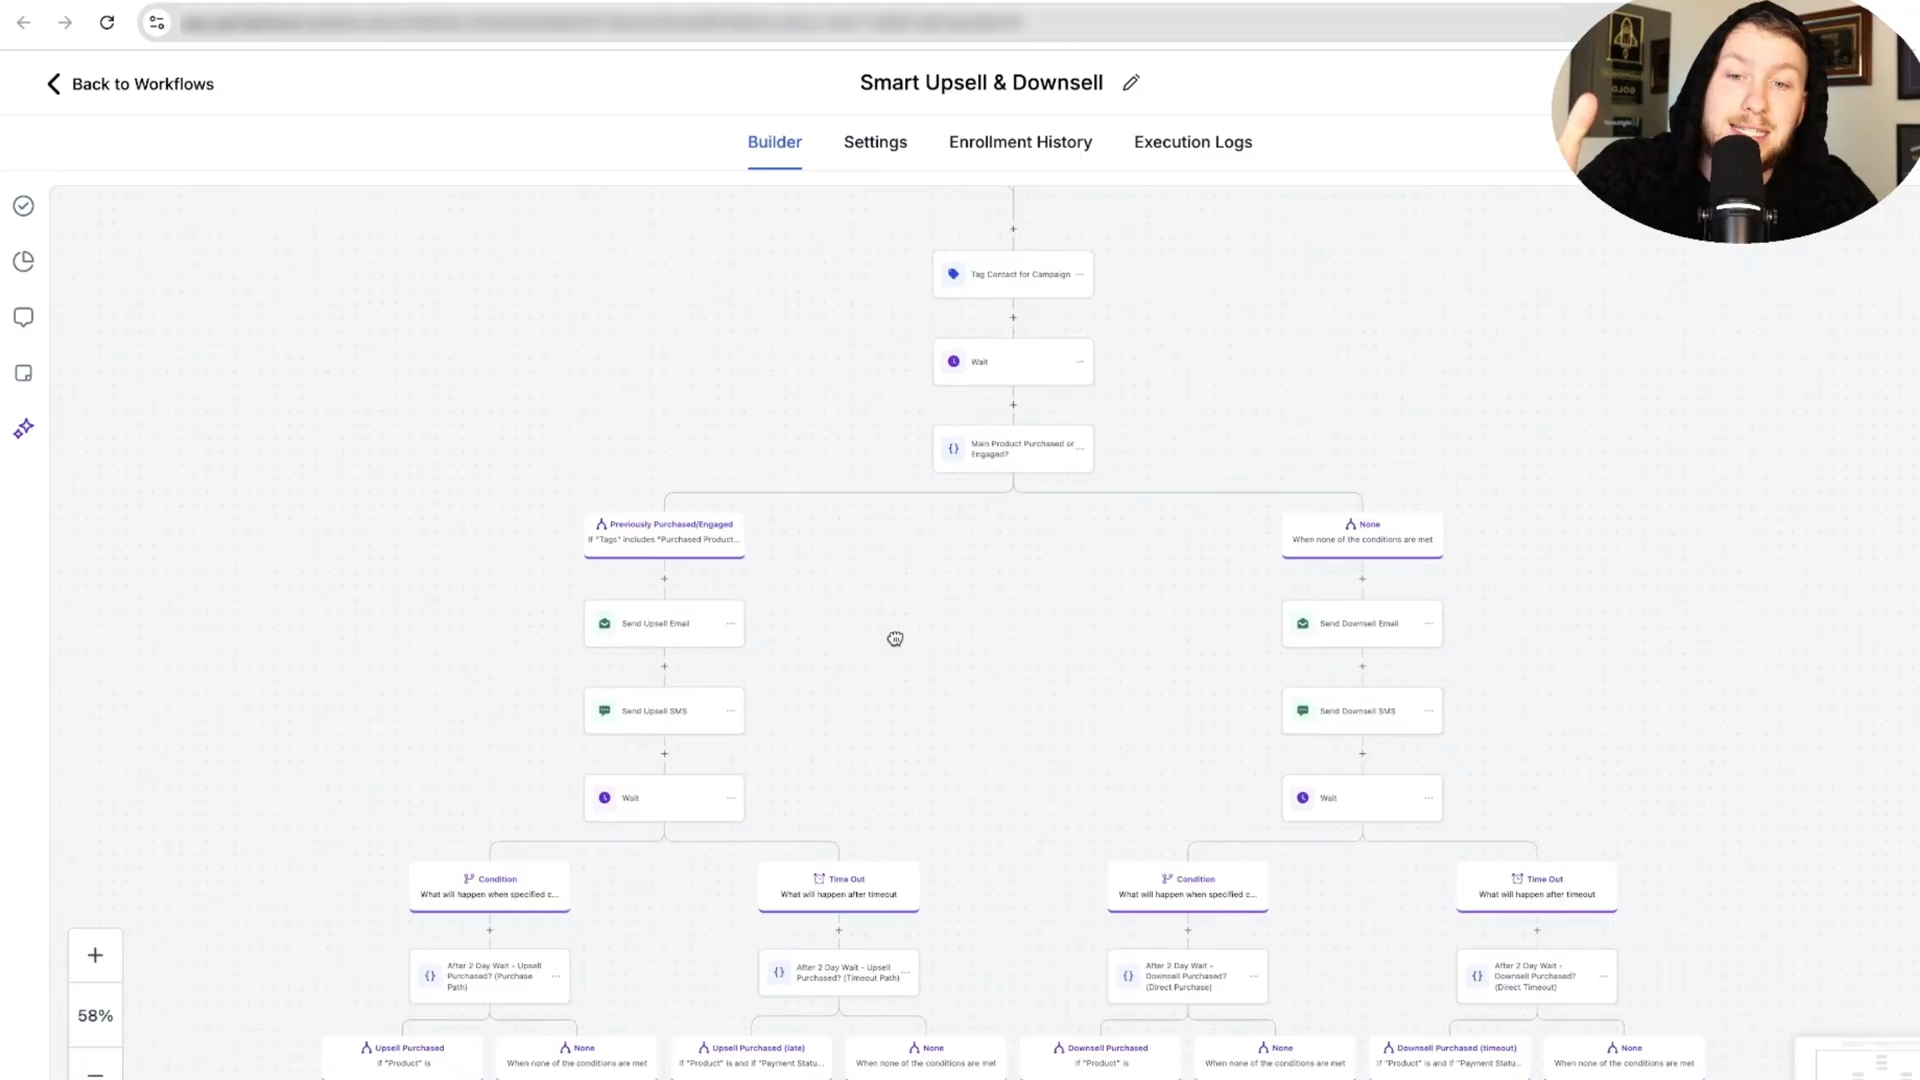 Back to Workflows
Smart Upsell & Downsell
Builder
Settings
Enrollment History
Execution Logs
Tag Contact for Campaign
Wait
Main Product Purchased or
Engaged?
Previously Purchased/Engaged
If "Tags" includes "Purchased Product...
None
When none of the conditions are met
Send Upsell Email
Send Downsell Email
Send Upsell SMS
Send Downsell SMS
Wait
Wait
Condition
What will happen when specified c...
Time Out
What will happen after timeout
Condition
What will happen when specified c...
Time Out
What will happen after timeout
After 2 Day Wait - Upsell
Purchased? (Purchase
Path)
After 2 Day Wait - Upsell
Purchased? (Timeout Path)
After 2 Day Wait -
Downsell Purchased?
(Direct Purchase)
After 2 Day Wait -
Downsell Purchased?
(Direct Timeout)
58%
Upsell Purchased
If "Product" is
None
When none of the conditions are met
Upsell Purchased (late)
If "Product" is and if "Payment Statu...
None
When none of the conditions are met
Downsell Purchased
If "Product" is
None
When none of the conditions are met
Downsell Purchased (timeout)
If "Product" is and if "Payment Statu...
None
When none of the conditions are met